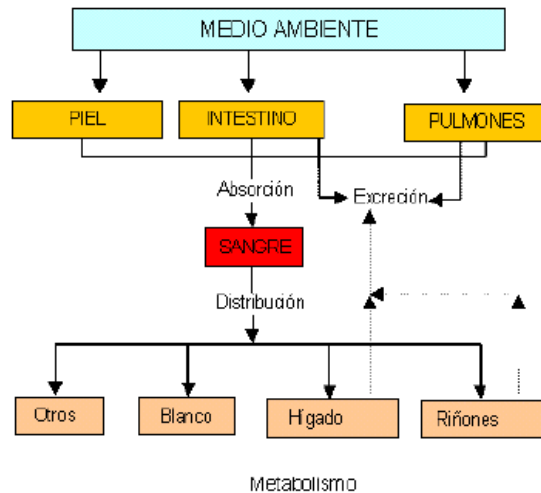 MEDIO AMBIENTE
PIEL
INTESTINO
PULMONES
Absorción
Excreción
SANGRE
Distribución
Otros
Blanco
Hígado
Riñones
Metabolismo